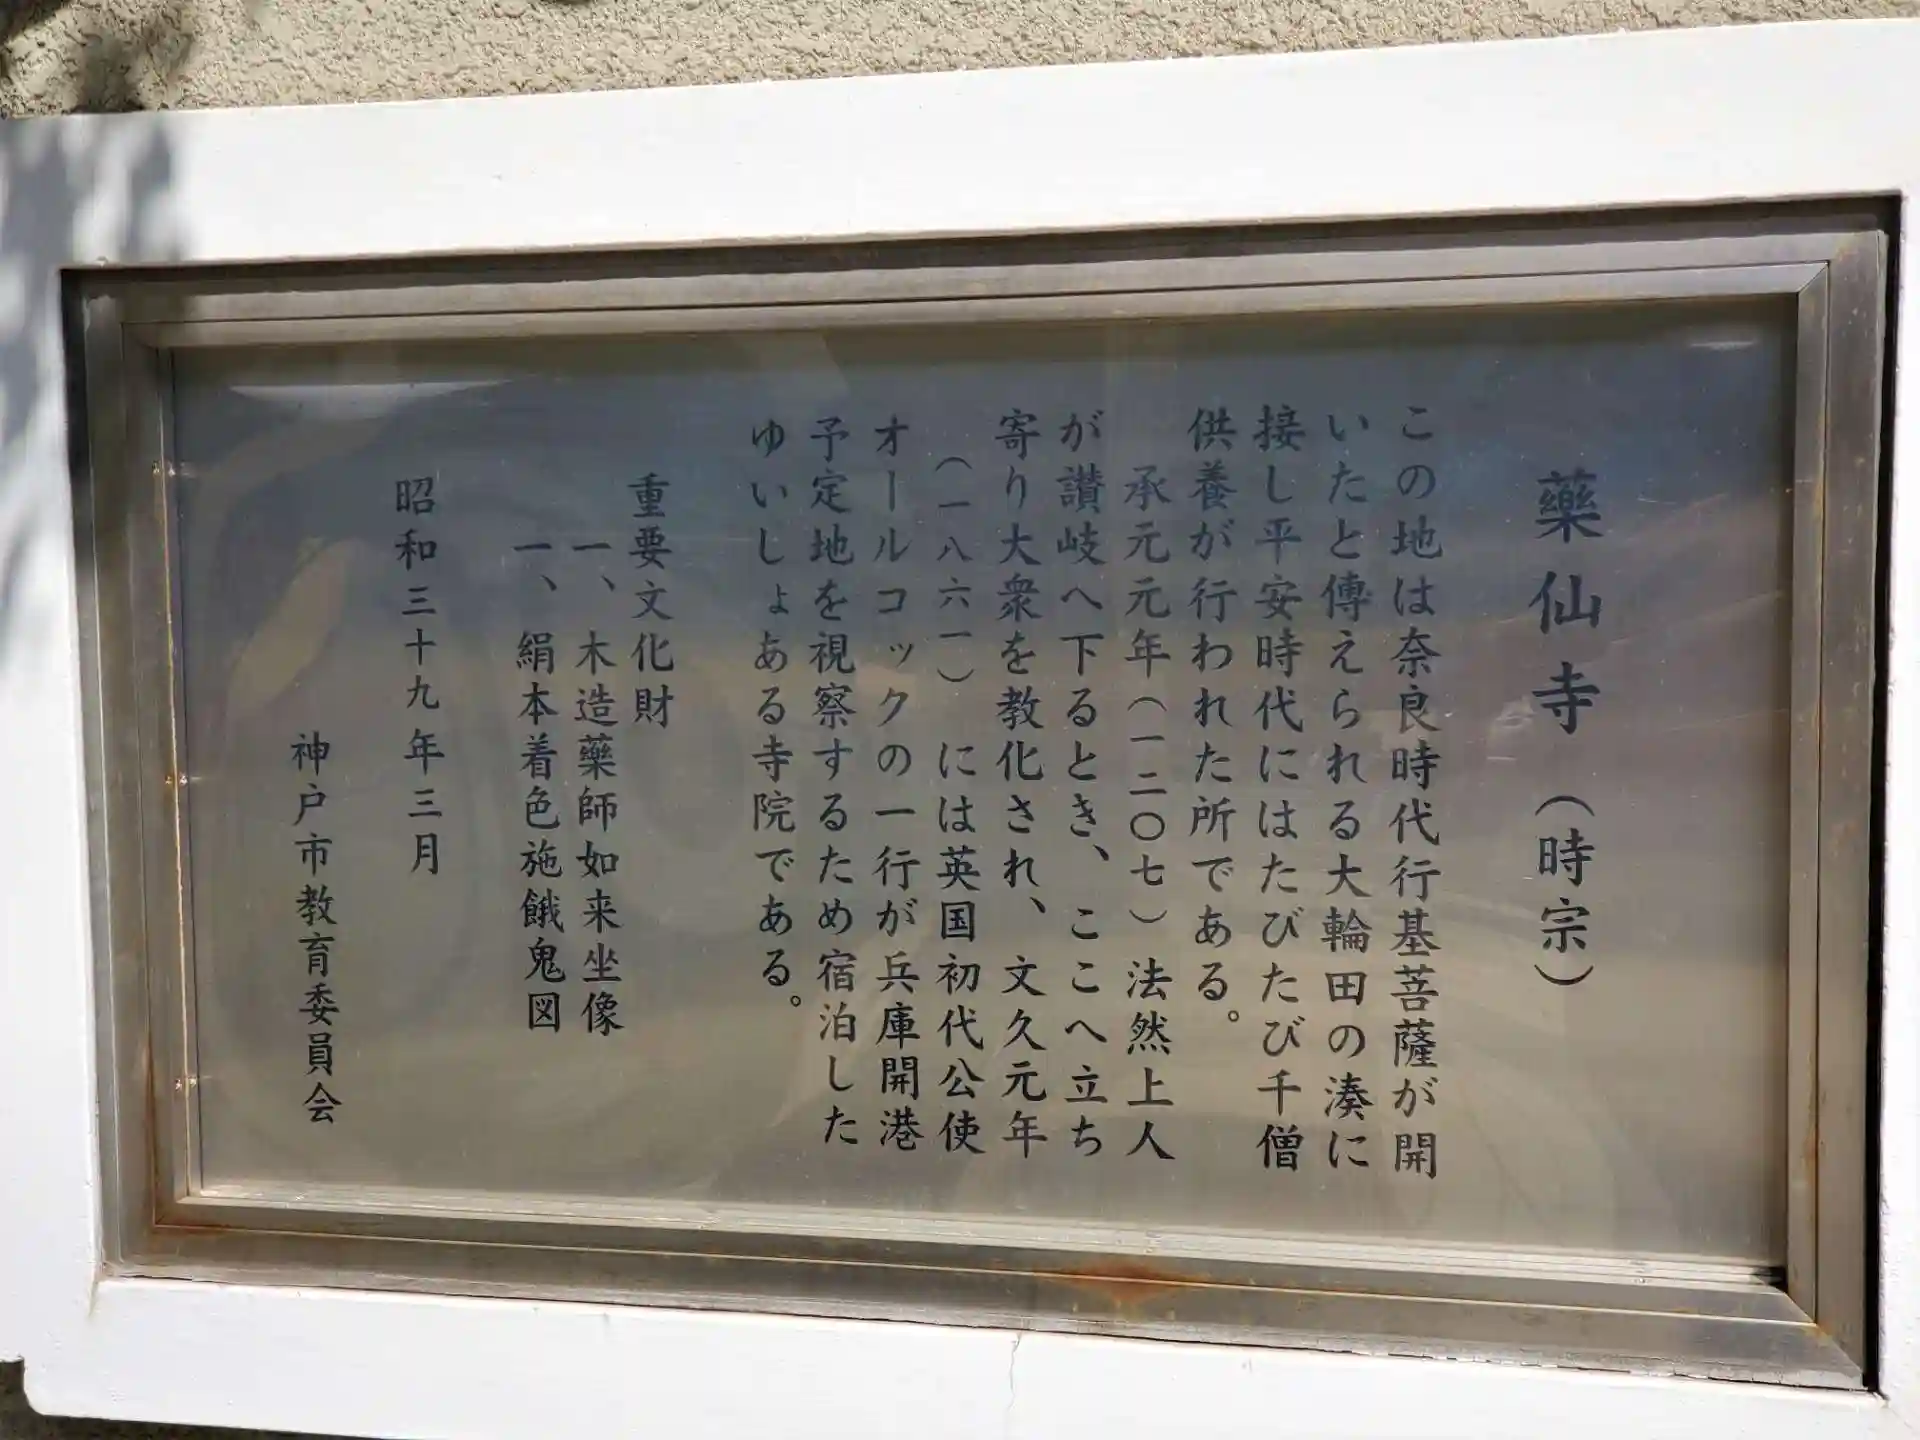 藥仙寺（時宗）
この地は奈良時代行基菩薩が開
いたと傳えられる大輪田の湊に
接し平安時代にはたびたび千僧
供養が行われた所である。
承元元年（一二〇七）法然上人
が讃岐へ下るとき、ここへ立ち
寄り大衆を教化され、文久元年
（一八六一）には英国初代公使
オールコックの一行が兵庫開港
予定地を視察するため宿泊した
ゆいしょある寺院である。
重要文化財
一、木造藥師如来坐像
一、絹本着色施餓鬼図
昭和三十九年三月
神戸市教育委員会